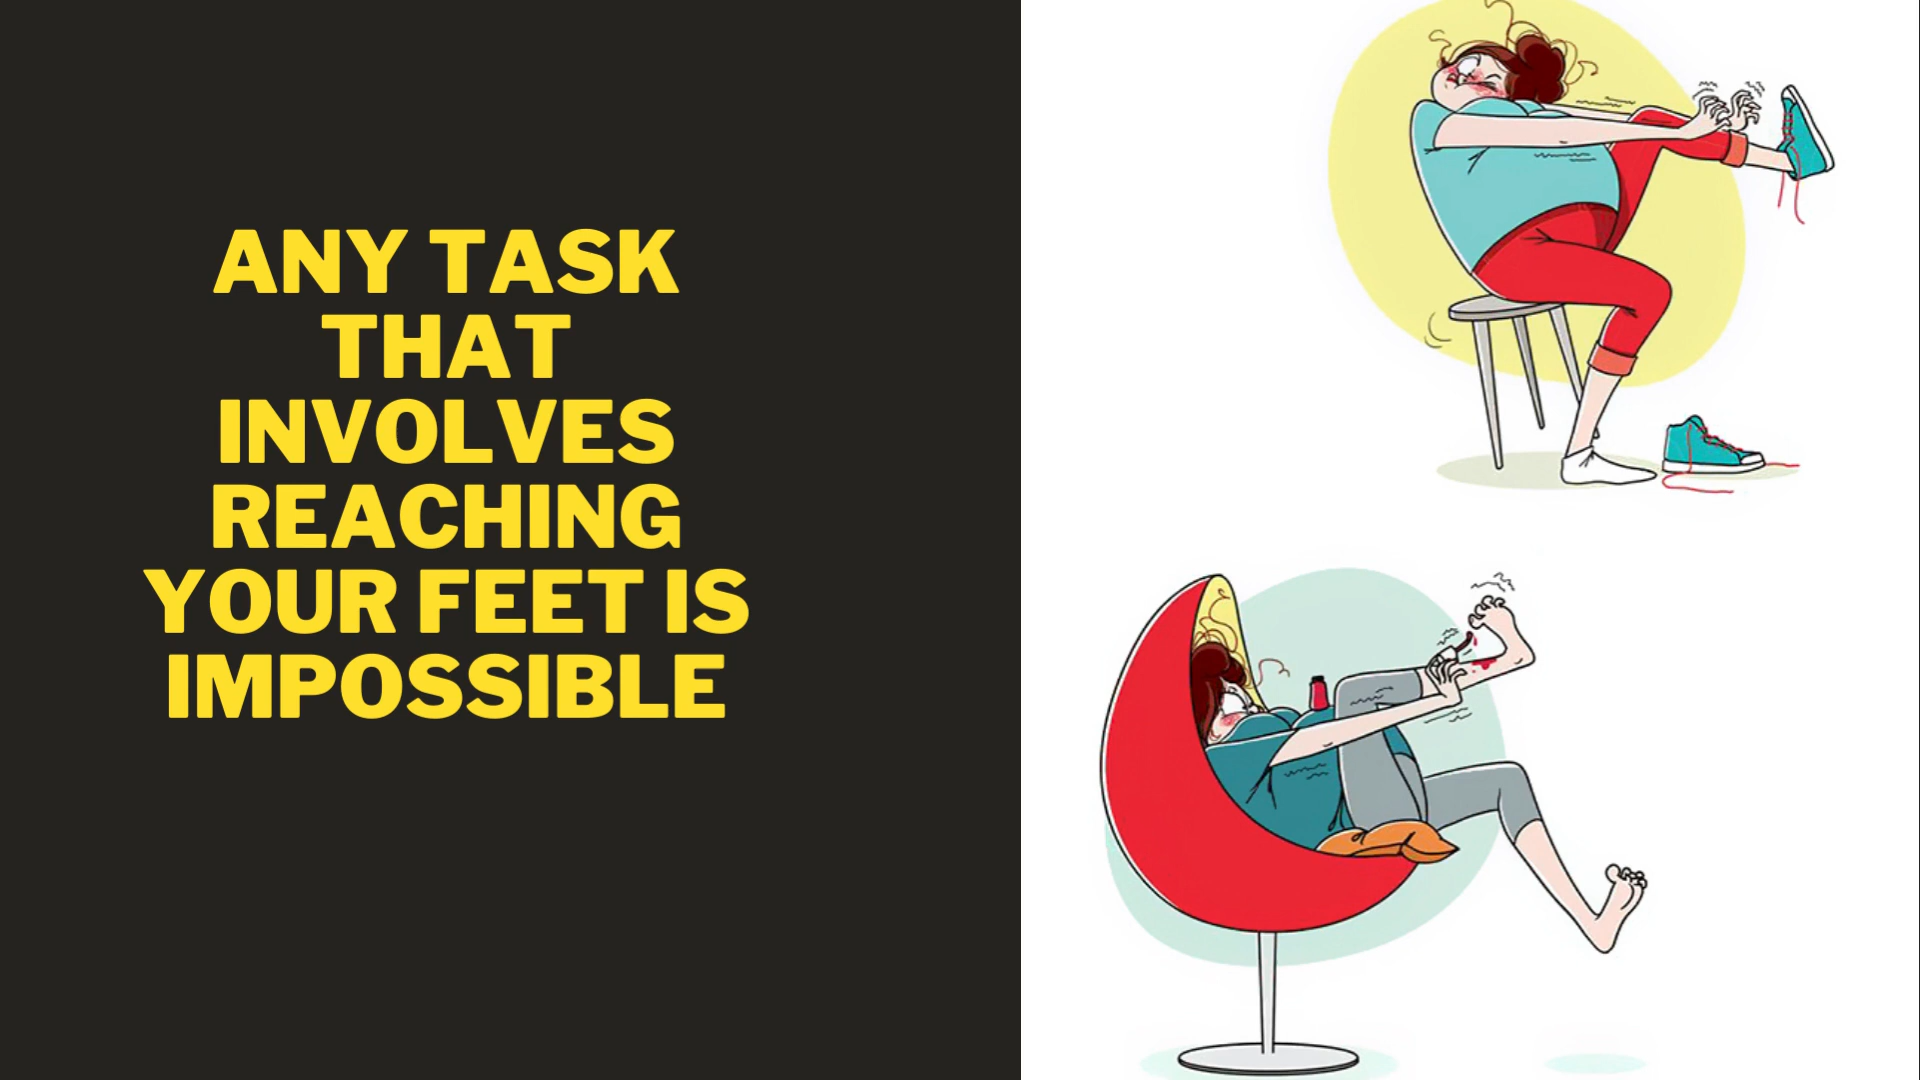 ANY TASK
THAT
INVOLVES
REACHING
YOUR FEET IS
IMPOSSIBLE